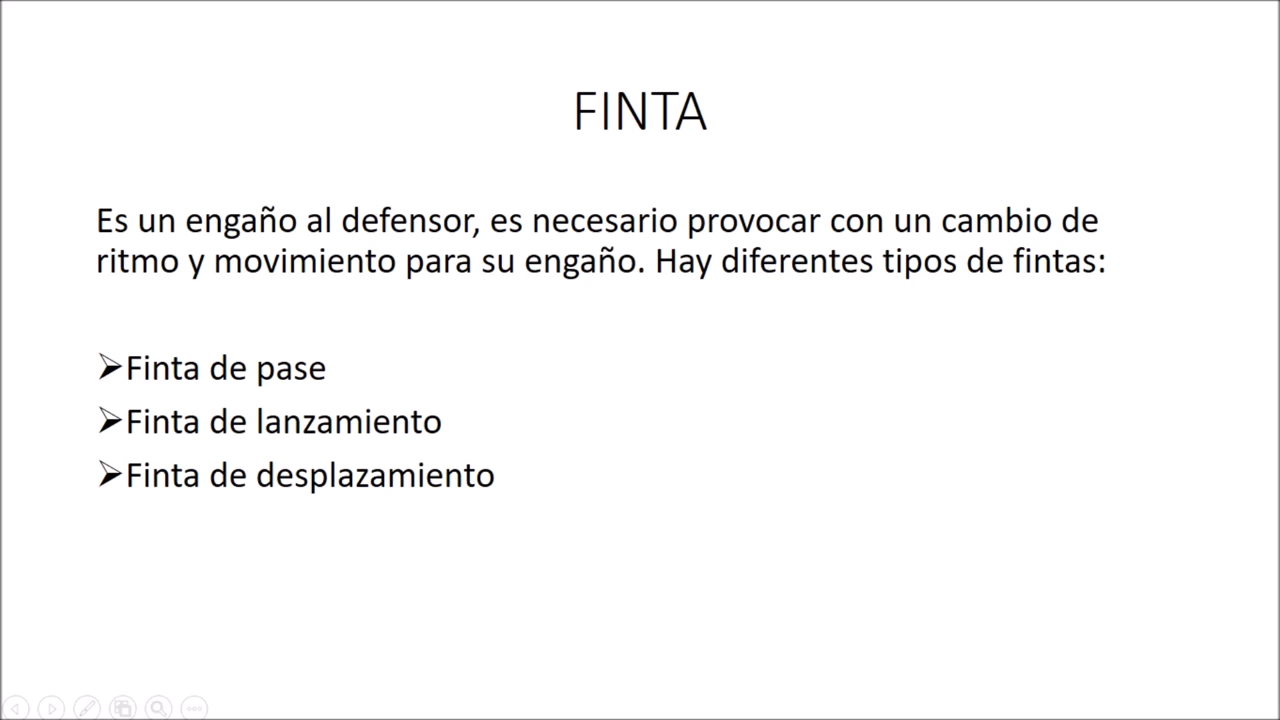 FINTA
Es un engaño al defensor, es necesario provocar con un cambio de
ritmo y movimiento para su engaño. Hay diferentes tipos de fintas:
Finta de pase
Finta de lanzamiento
Finta de desplazamiento